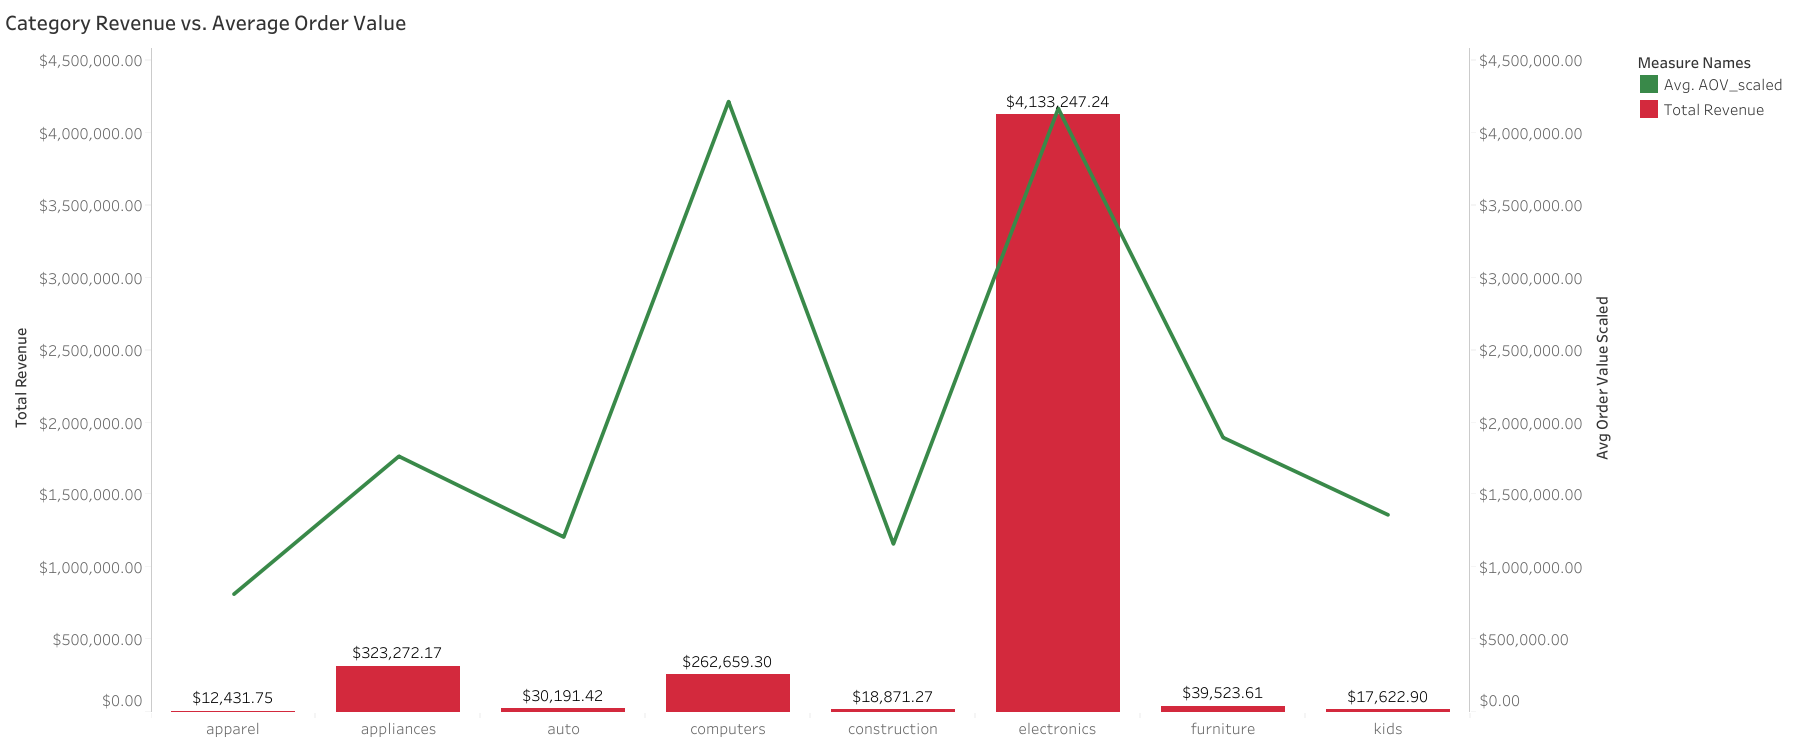 Category Revenue vs. Average Order Value
Total Revenue
$4,500,000.00
$4,000,000.00
$3,500,000.00
$3,000,000.00
$2,500,000.00
$2,000,000.00
$1,500,000.00
$1,000,000.00
$500,000.00
$0.00
$12,431.75
$323,272.17
$30,191.42
$262,659.30
$18,871.27
$4,133,247.24
$39,523.61
$17,622.90
apparel
appliances
auto
computers
construction
electronics
furniture
kids
$4,500,000.00
$4,000,000.00
$3,500,000.00
$3,000,000.00
$2,500,000.00
$2,000,000.00
$1,500,000.00
$1,000,000.00
$500,000.00
$0.00
Avg Order Value Scaled
Measure Names
Avg. AOV_scaled
Total Revenue